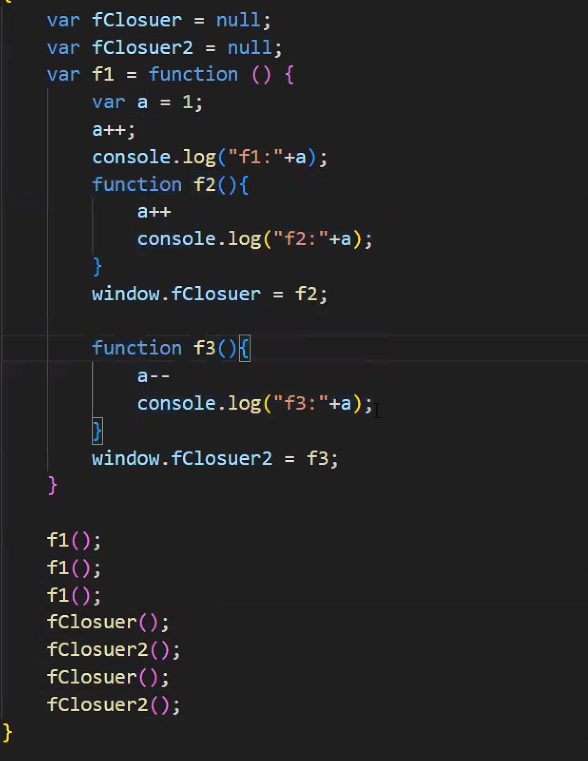 {
var fClosuer = null;
var fClosuer2 = null;
var f1 = function () {
var a = 1;
a++;
console.log("f1:"+a);
function f2(){
a++
console.log("f2:"+a);
}
window.fClosuer = f2;
function f3(){
a--
console.log("f3:"+a);
}
window.fClosuer2 = f3;
}
f1();
f1();
f1();
fClosuer();
fClosuer2();
fClosuer();
fClosuer2();
}